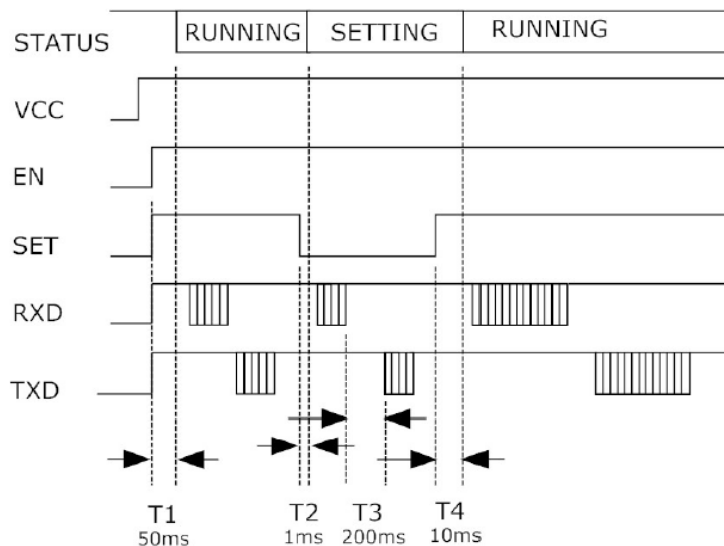 STATUS RUNNING SETTING RUNNING
VCC
EN
SET
RXD
TXD
T1 T2 T3 T4
50ms 1ms 200ms 10ms